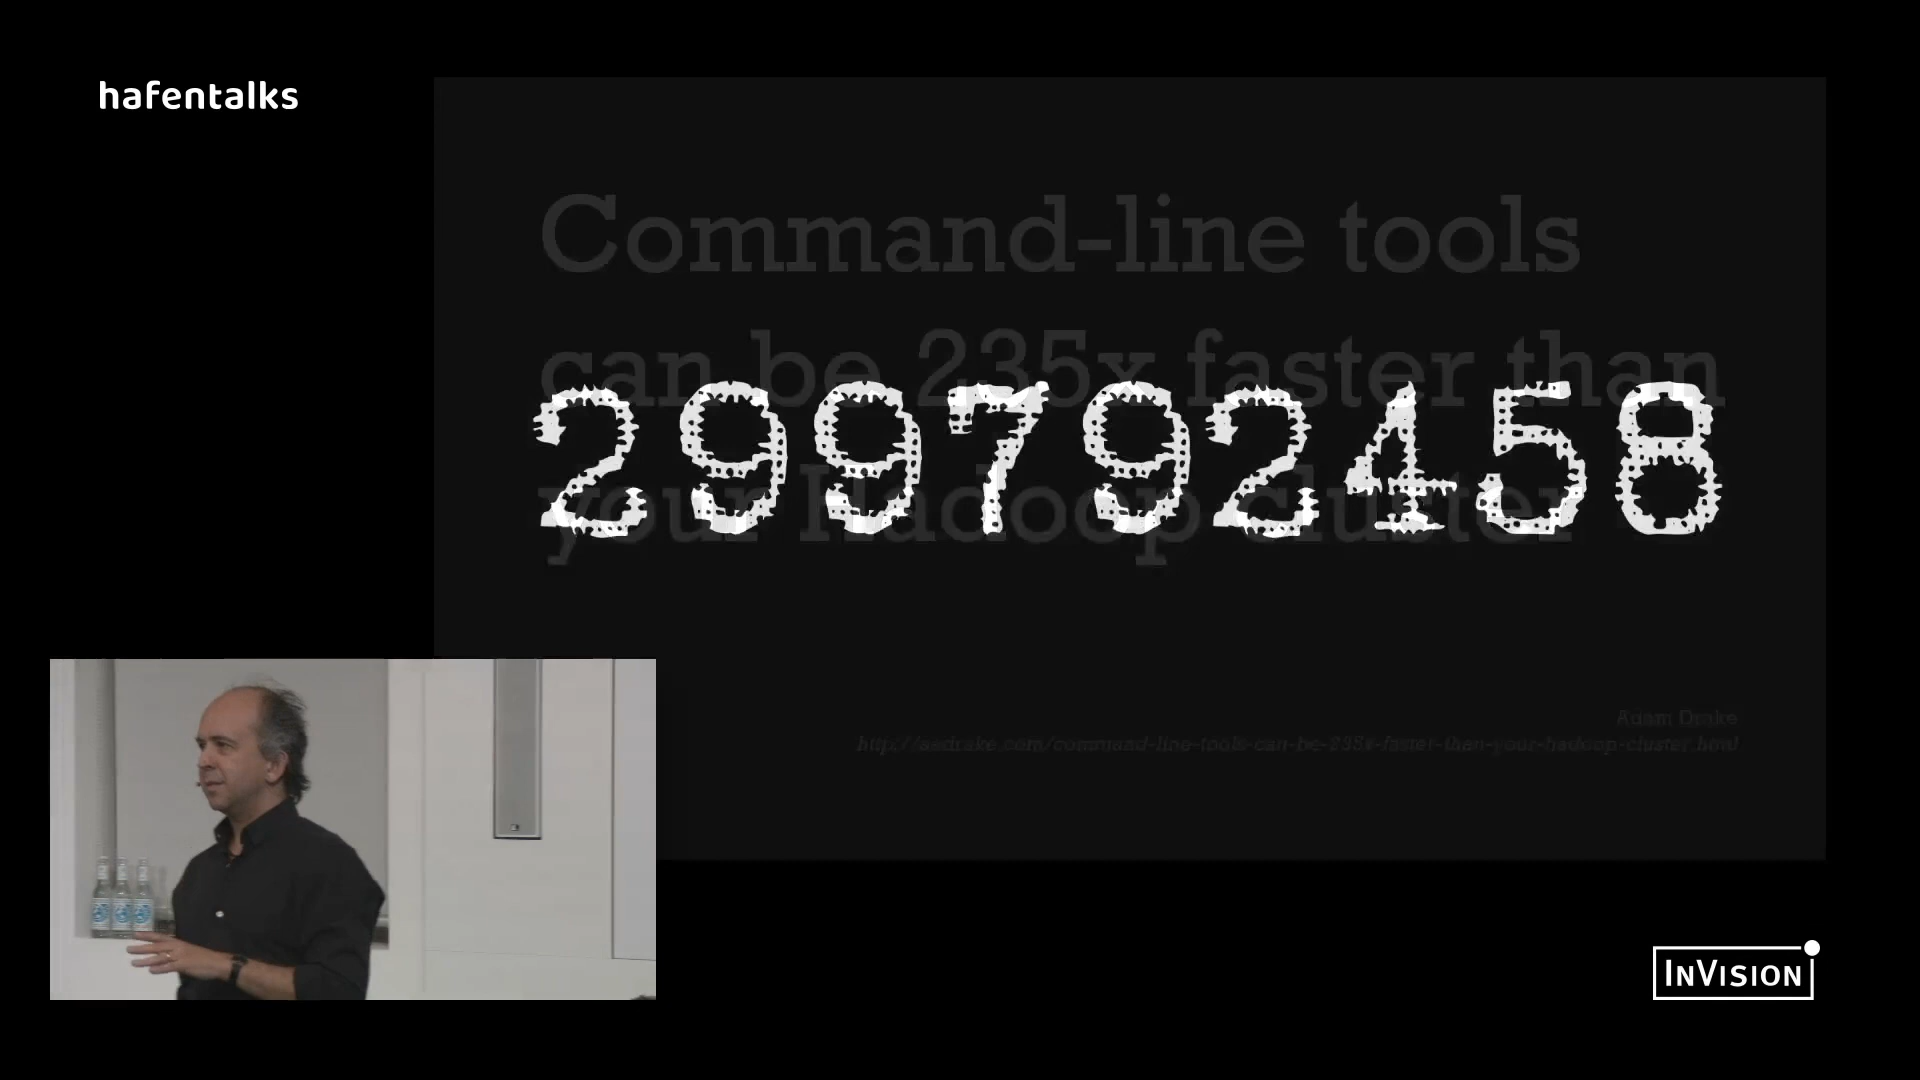 hafentalks
Command-line tools
can be 235x faster than
299792458
your Hadoop cluster
Adam Drake
http://aadrake.com/command-line-tools-can-be-235x-faster-than-your-hadoop-cluster.html
INVISION